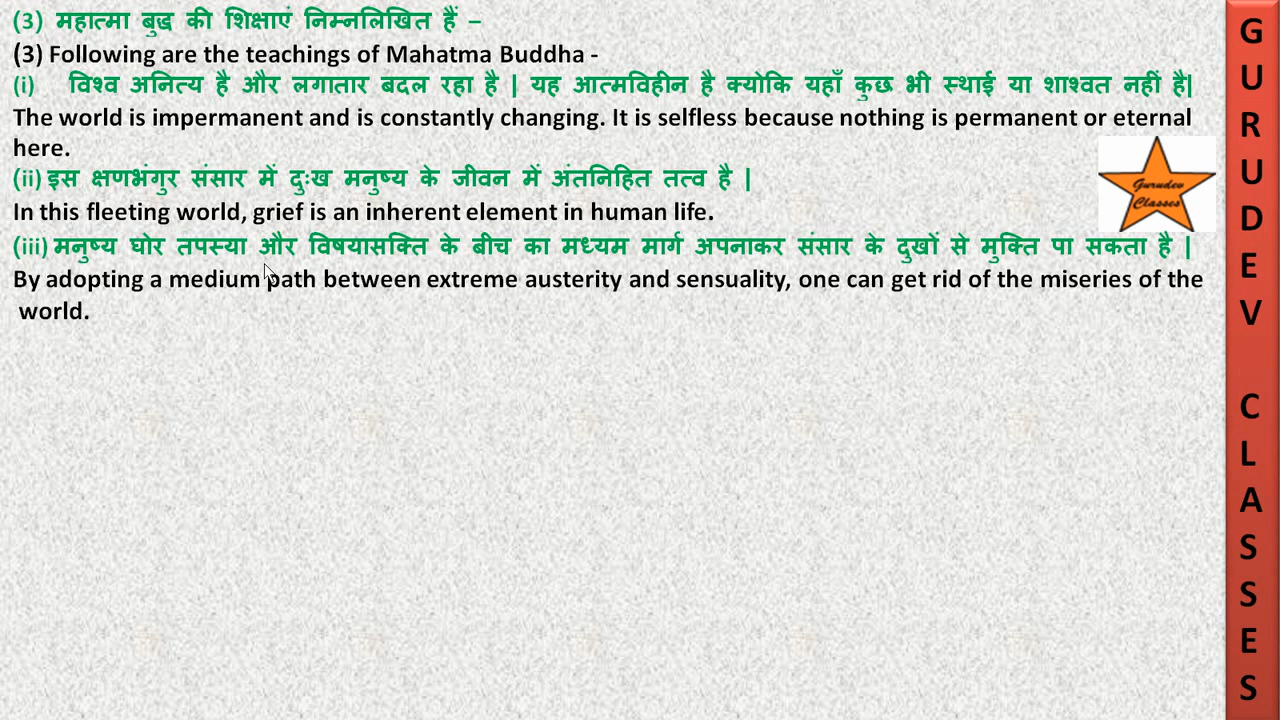 (3) महात्मा बुद्ध की शिक्षाएं निम्नलिखित हैं –
(3) Following are the teachings of Mahatma Buddha -
(i) विश्व अनित्य है और लगातार बदल रहा है | यह आत्मविहीन है क्योकि यहाँ कुछ भी स्थाई या शाश्वत नहीं है|
The world is impermanent and is constantly changing. It is selfless because nothing is permanent or eternal
here.
(ii) इस क्षणभंगुर संसार में दुःख मनुष्य के जीवन में अंतनिहित तत्व है |
In this fleeting world, grief is an inherent element in human life.
(iii) मनुष्य घोर तपस्या और विषयासक्ति के बीच का मध्यम मार्ग अपनाकर संसार के दुखों से मुक्ति पा सकता है |
By adopting a medium path between extreme austerity and sensuality, one can get rid of the miseries of the
world.
Gurudev
Classes
GURUDEV CLASSES